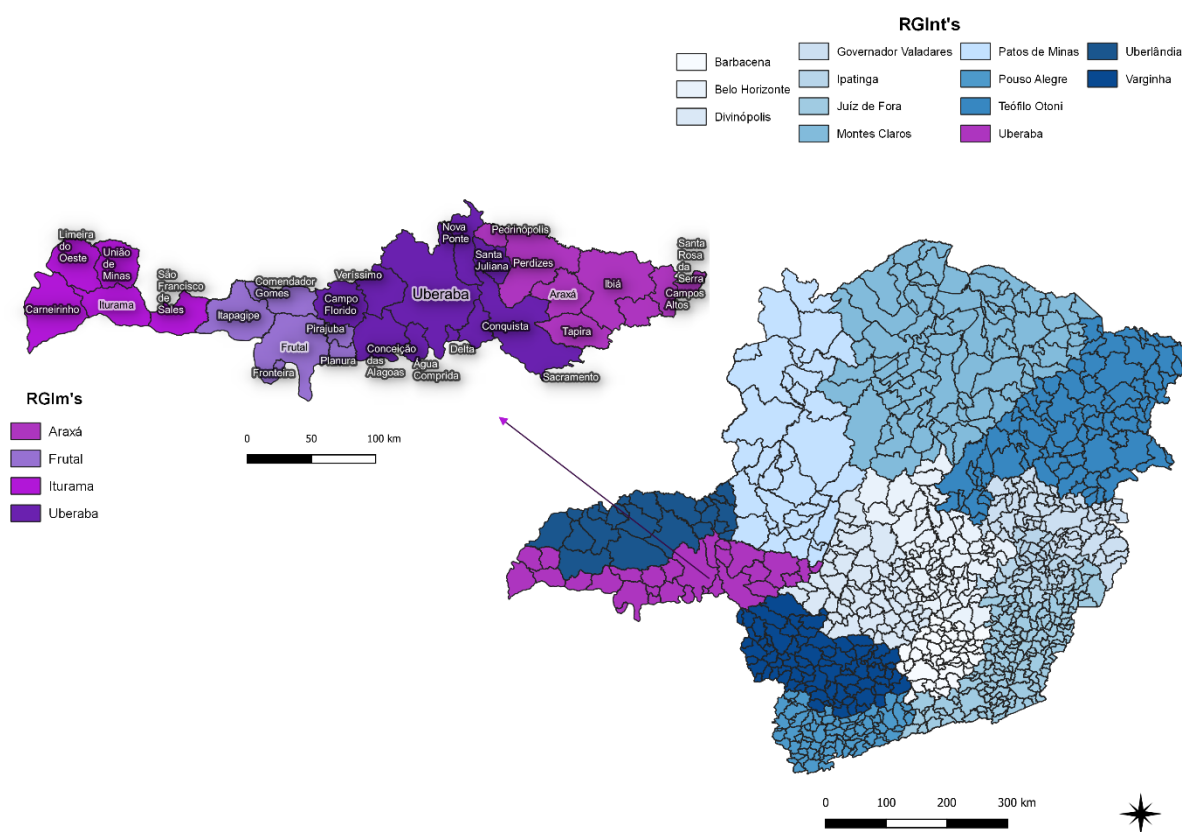 RGInt's
Barbacena
Belo Horizonte
Divinópolis
Governador Valadares
Ipatinga
Juíz de Fora
Montes Claros
Patos de Minas
Pouso Alegre
Teófilo Otoni
Uberaba
Uberlândia
Varginha
Limeira
do
Oeste
União
de
Minas
Carneirinho
Iturama
São
Francisco
de
Sales
Itapagipe
Comendador
Gomes
Frutal
Fronteira
Pirajuba
Planura
Veríssimo
Campo
Florido
Conceição
das
Alagoas
Água
Comprida
Uberaba
Delta
Nova
Ponte
Santa
Juliana
Conquista
Sacramento
Pedrinópolis
Perdizes
Araxá
Tapira
Ibiá
Santa
Rosa
da
Serra
Campos
Altos
RGIm's
Araxá
Frutal
Iturama
Uberaba
0 50 100 km
0 100 200 300 km